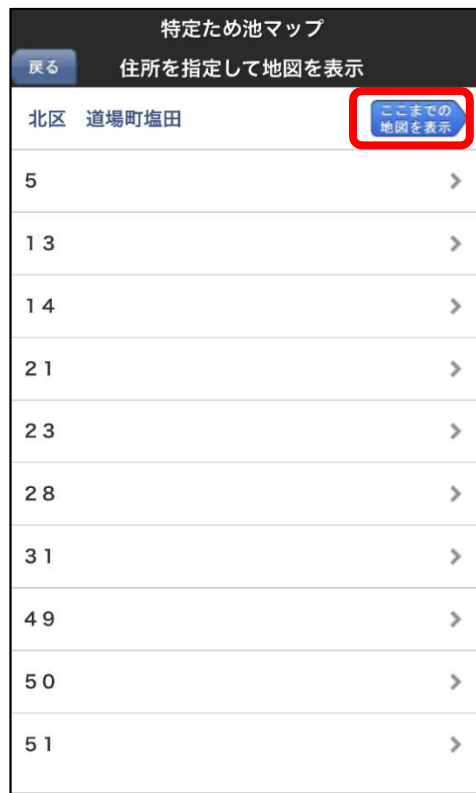 特定ため池マップ
戻る 住所を指定して地図を表示
北区 道場町塩田
ここまでの
地図を表示
５
１３
１４
２１
２３
２８
３１
４９
５０
５１